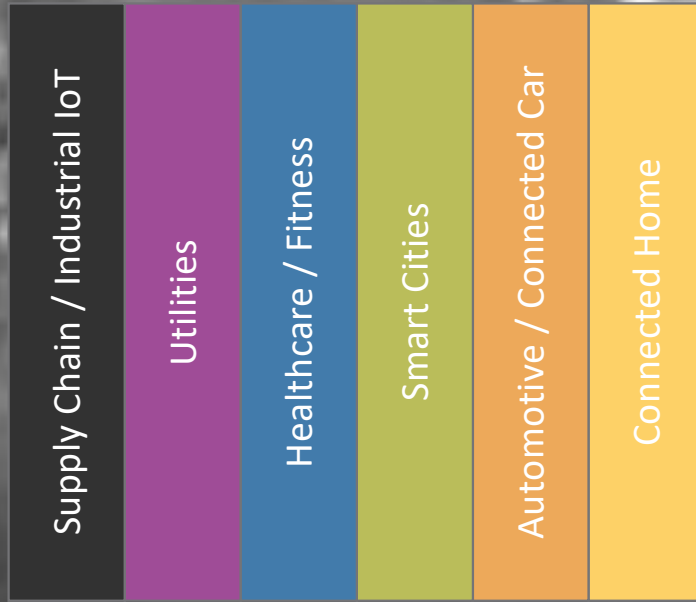 Supply Chain / Industrial IoT
Utilities
Healthcare / Fitness
Smart Cities
Automotive / Connected Car
Connected Home